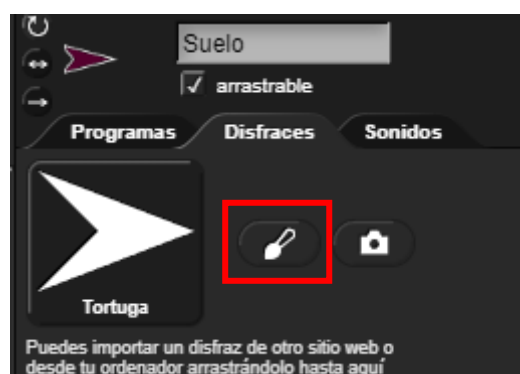 Suelo
arrastrable
Programas Disfraces Sonidos
Tortuga
Puedes importar un disfraz de otro sitio web o
desde tu ordenador arrastrándolo hasta aquí